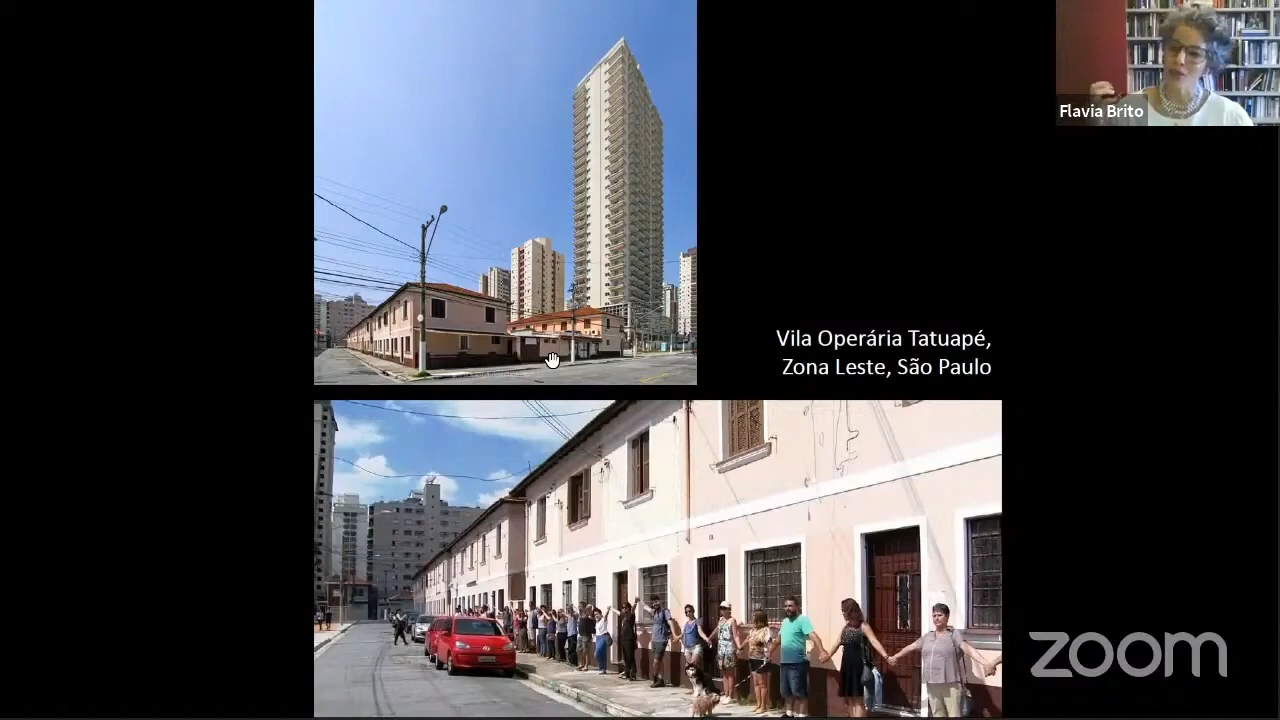 Flavia Brito
Vila Operária Tatuapé,
Zona Leste, São Paulo
zoom